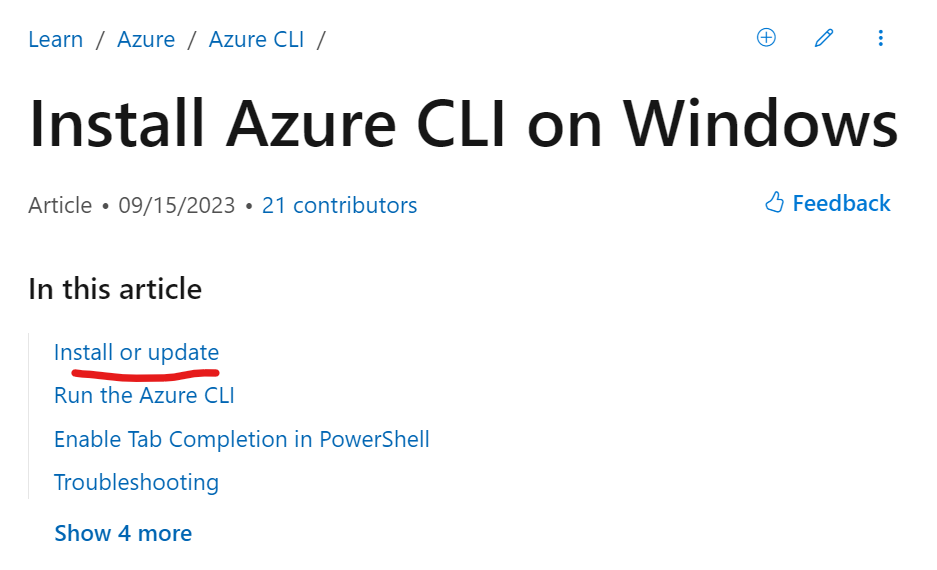 Learn / Azure / Azure CLI /
Install Azure CLI on Windows
Article • 09/15/2023 • 21 contributors
Feedback
In this article
Install or update
Run the Azure CLI
Enable Tab Completion in PowerShell
Troubleshooting
Show 4 more